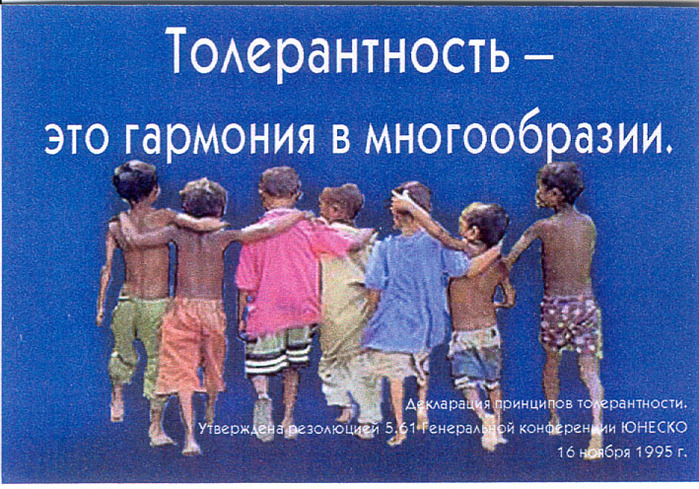 Толерантность –
это гармония в многообразии.
Декларация принципов толерантности.
Утверждена резолюцией 5.61 Генеральной конференции ЮНЕСКО
16 ноября 1995 г.